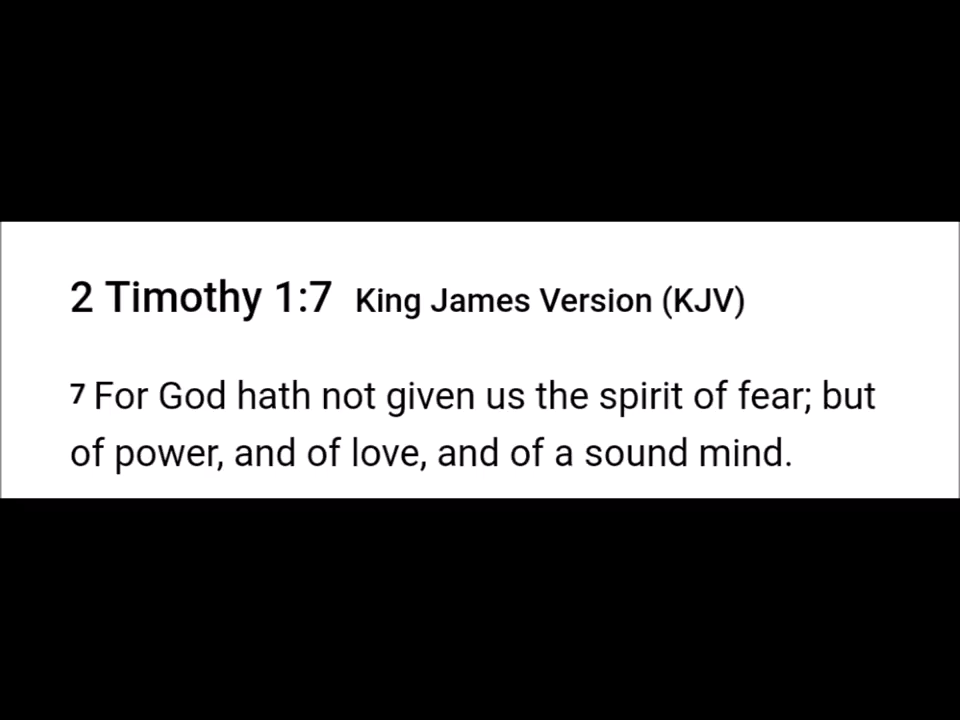 2 Timothy 1:7 King James Version (KJV)
7 For God hath not given us the spirit of fear; but
of power, and of love, and of a sound mind.